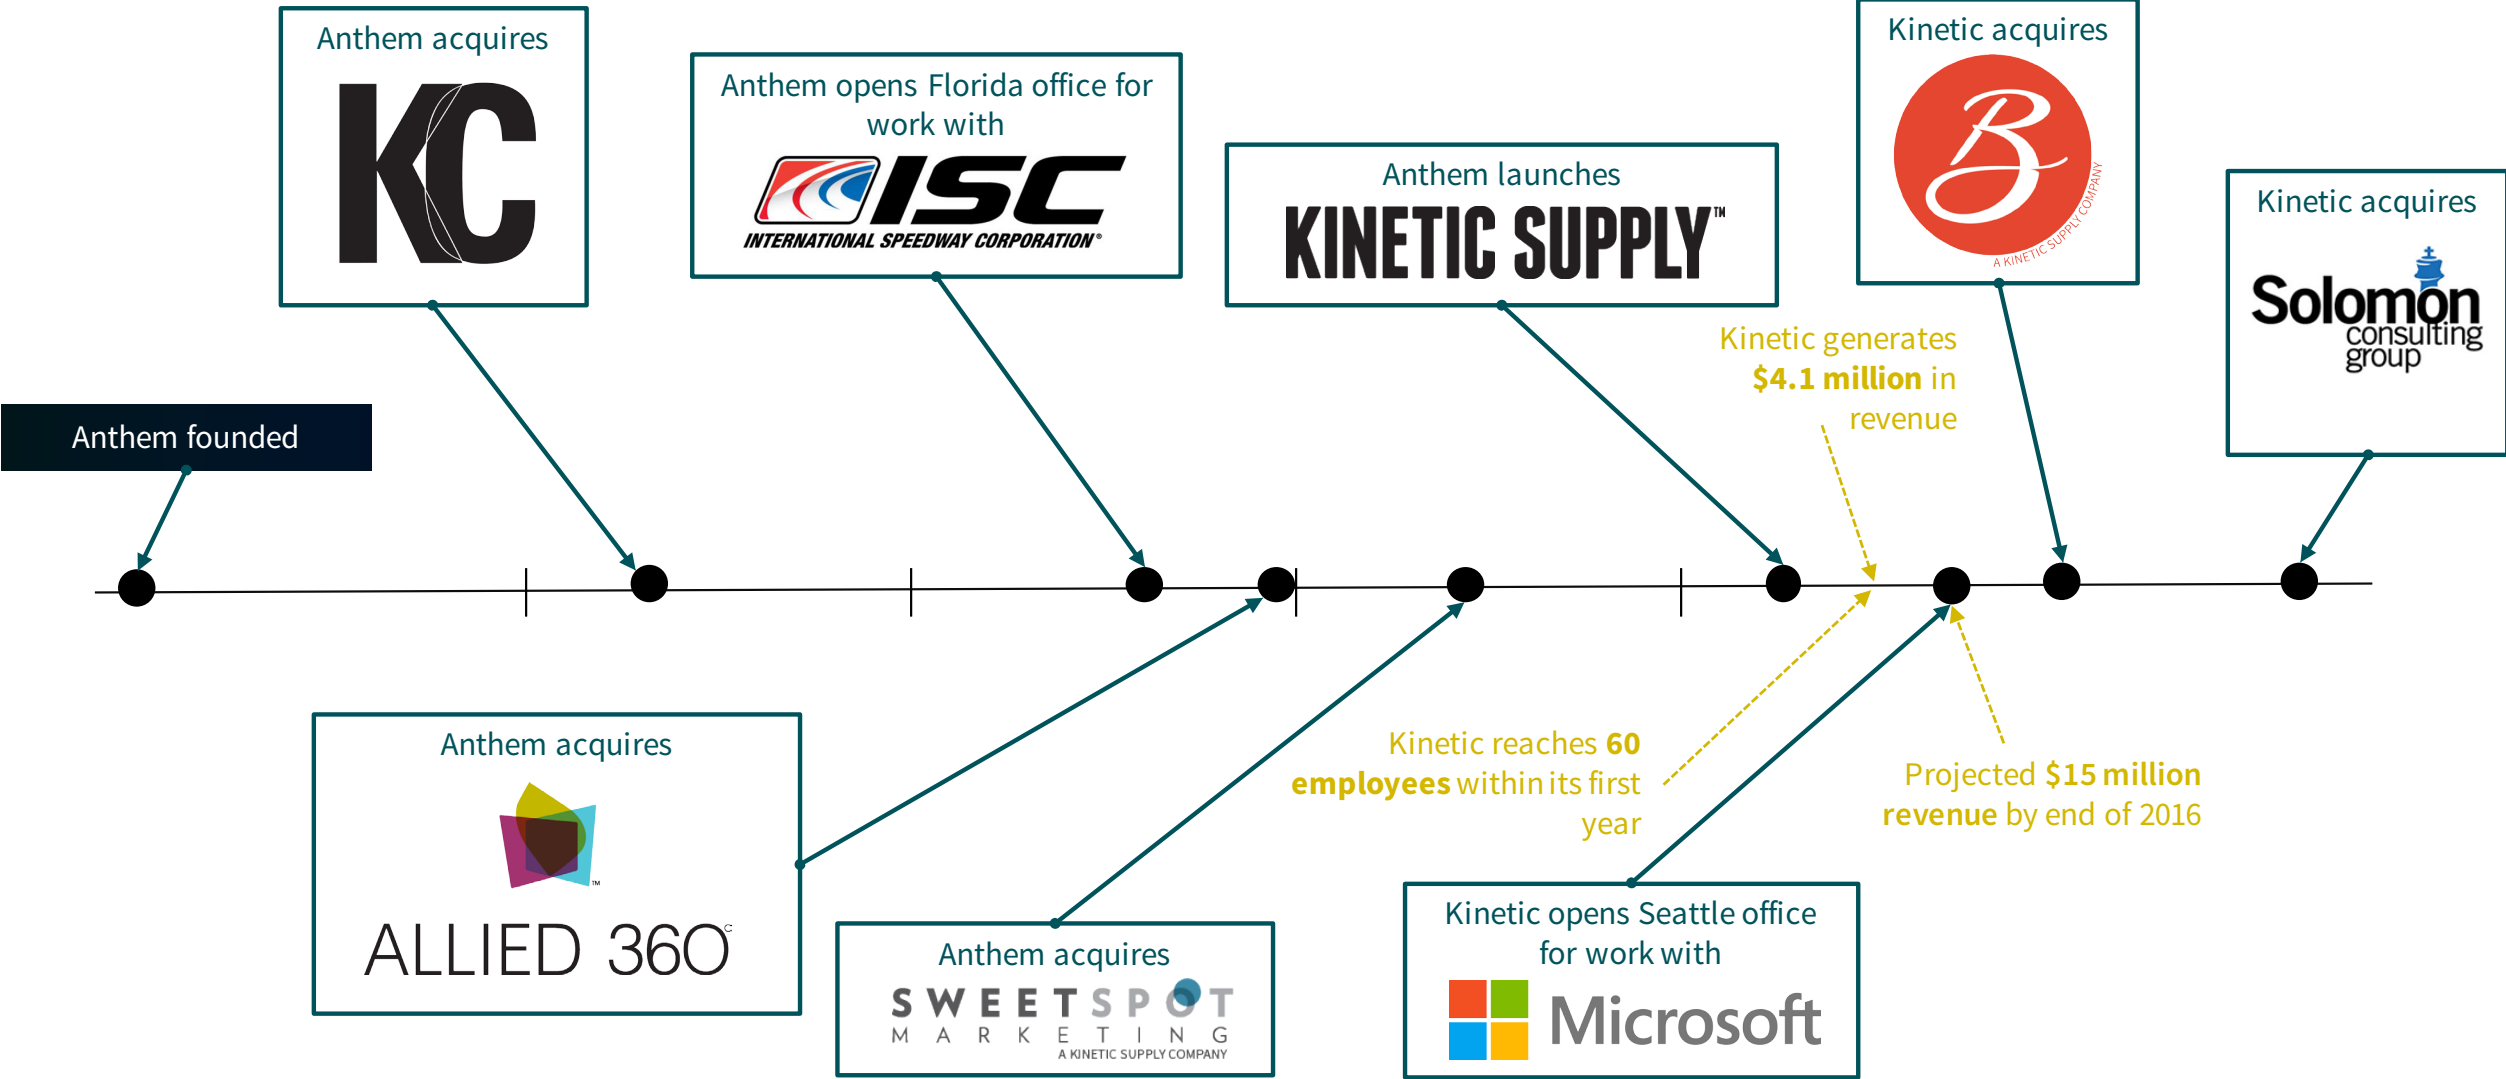 Anthem acquires
KC
Anthem opens Florida office for
work with
ISC
INTERNATIONAL SPEEDWAY CORPORATION®
Anthem launches
KINETIC SUPPLY™
Kinetic acquires
B
A KINETIC SUPPLY COMPANY
Kinetic acquires
Solomon
consulting
group
Kinetic generates
$4.1 million in
revenue
Anthem founded
Anthem acquires
™
ALLIED 360°
Anthem acquires
SWEETSPOT
MARKETING
A KINETIC SUPPLY COMPANY
Kinetic reaches 60
employees within its first
year
Projected $15 million
revenue by end of 2016
Kinetic opens Seattle office
for work with
Microsoft